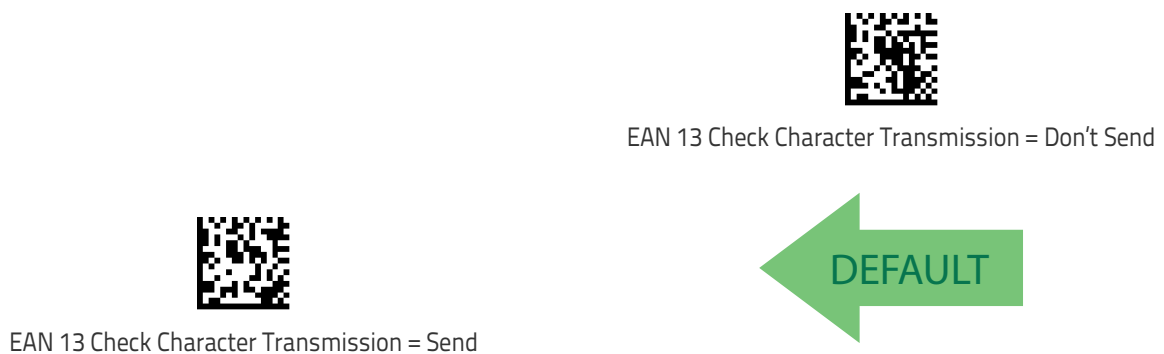 EAN 13 Check Character Transmission = Don't Send
DEFAULT
EAN 13 Check Character Transmission = Send